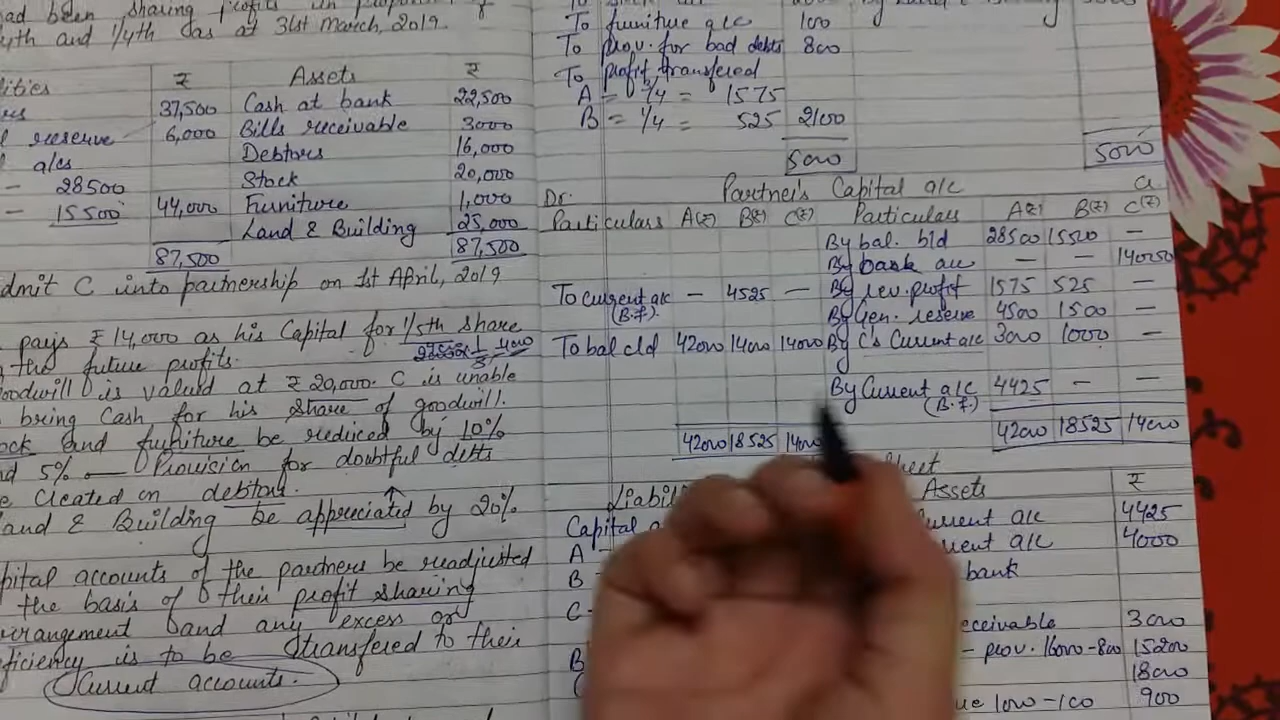 had been sharing profits in proportion of
4th and 1/4th as at 31st March, 2019.
₹ Assets ₹
37,500 Cash at bank 22,500
reserve 6,000 Bills receivable 3000
a/cs Debtors 16,000
- 28500 Stock 20,000
- 15500 44,000 Furniture 1,000
Land & Building 25,000
87,500 87,500
admit C into partnership on 1st April, 2019
pays ₹ 14,000 as his Capital for 1/5th share
the future profits.
goodwill is valued at ₹ 20,000. C is unable
bring Cash for his share of goodwill.
and furniture be reduced by 10%
5% Provision for doubtful debts
created on debtors.
and & Building be appreciated by 20%
capital accounts of the partners be readjusted
the basis of their profit sharing
arrangement and any excess or
deficiency is to be transfered to their
Current accounts.
To furniture a/c 100
To prov. for bad debts 800
To profit transfered
A = 3/4 = 1575
B = 1/4 = 525 2100
5000 5000
Partner's Capital a/c
Dr. Cr
Particulars A(₹) B(₹) C(₹) Particulars A(₹) B(₹) C(₹)
By bal. b/d 28500 15500 -
By bank a/c - - 14000
To current a/c - 4525 - By rev. profit 1575 525 -
(B.f).
By Gen. reserve 4500 1500 -
To bal c/d 42000 14000 14000 By C's Current a/c 3000 1000 -
By Current a/c 4425 - -
(B.f.)
42000 18525 14000 42000 18525 14000
Sheet
Assets ₹
Capital a
A current a/c 4425
B 4000
bank
C-
3000
- prov. 16000-800 15200
18000
1000-100 900